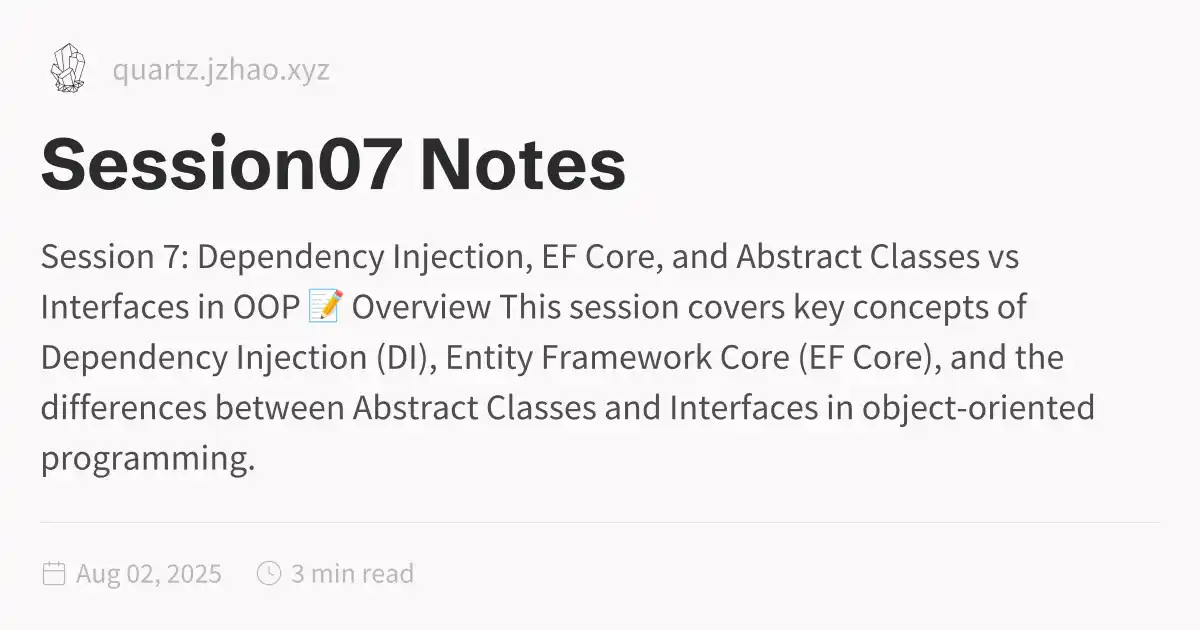 quartz.jzhao.xyz
Session07 Notes
Session 7: Dependency Injection, EF Core, and Abstract Classes vs
Interfaces in OOP 📝 Overview This session covers key concepts of
Dependency Injection (DI), Entity Framework Core (EF Core), and the
differences between Abstract Classes and Interfaces in object-oriented
programming.
Aug 02, 2025 3 min read